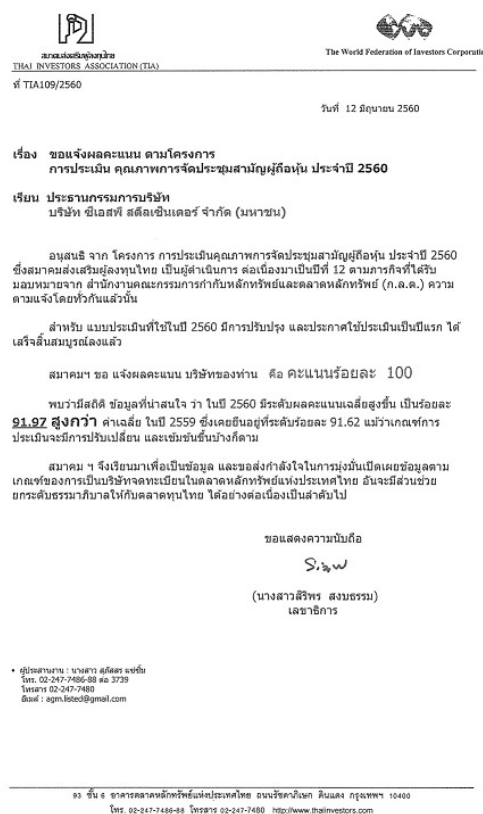 สมาคมส่งเสริมผู้ลงทุนไทย
THAI INVESTORS ASSOCIATION (TIA)
The World Federation of Investors Corporatio
ที่ TIA109/2560
วันที่ 12 มิถุนายน 2560
เรื่อง ขอแจ้งผลคะแนน ตามโครงการ
การประเมิน คุณภาพการจัดประชุมสามัญผู้ถือหุ้น ประจำปี 2560
เรียน ประธานกรรมการบริษัท
บริษัท ซีเอสพี สตีลเซ็นเตอร์ จำกัด (มหาชน)
อนุสนธิ จาก โครงการ การประเมินคุณภาพการจัดประชุมสามัญผู้ถือหุ้น ประจำปี 2560
ซึ่งสมาคมส่งเสริมผู้ลงทุนไทย เป็นผู้ดำเนินการ ต่อเนื่องมาเป็นปีที่ 12 ตามภารกิจที่ได้รับ
มอบหมายจาก สำนักงานคณะกรรมการกำกับหลักทรัพย์และตลาดหลักทรัพย์ (ก.ล.ต.) ความ
ตามแจ้งโดยทั่วกันแล้วนั้น
สำหรับ แบบประเมินที่ใช้ในปี 2560 มีการปรับปรุง และประกาศใช้ประเมินเป็นปีแรก ได้
เสร็จสิ้นสมบูรณ์ลงแล้ว
สมาคมฯ ขอ แจ้งผลคะแนน บริษัทของท่าน คือ คะแนนร้อยละ 100
พบว่ามีสถิติ ข้อมูลที่น่าสนใจ ว่า ในปี 2560 มีระดับผลคะแนนเฉลี่ยสูงขึ้น เป็นร้อยละ
91.97 สูงกว่า ค่าเฉลี่ย ในปี 2559 ซึ่งเคยยืนอยู่ที่ระดับร้อยละ 91.62 แม้ว่าเกณฑ์การ
ประเมินจะมีการปรับเปลี่ยน และเข้มข้นขึ้นบ้างก็ตาม
สมาคม ฯ จึงเรียนมาเพื่อเป็นข้อมูล และขอส่งกำลังใจในการมุ่งมั่นเปิดเผยข้อมูลตาม
เกณฑ์ของการเป็นบริษัทจดทะเบียนในตลาดหลักทรัพย์แห่งประเทศไทย อันจะมีส่วนช่วย
ยกระดับธรรมาภิบาลให้กับตลาดทุนไทย ได้อย่างต่อเนื่องเป็นลำดับไป
ขอแสดงความนับถือ
(นางสาวสิริพร สงบธรรม)
เลขาธิการ
• ผู้ประสานงาน : นางสาว สุภัสสร
โทร. 02-247-7486-88 ต่อ 3739
โทรสาร 02-247-7480
อีเมล์ : agm.listed@gmail.com
93 ชั้น 6 อาคารตลาดหลักทรัพย์แห่งประเทศไทย ถนนรัชดาภิเษก ดินแดง กรุงเทพฯ 10400
โทร. 02-247-7486-88 โทรสาร 02-247-7480 http://www.thaiinvestors.com